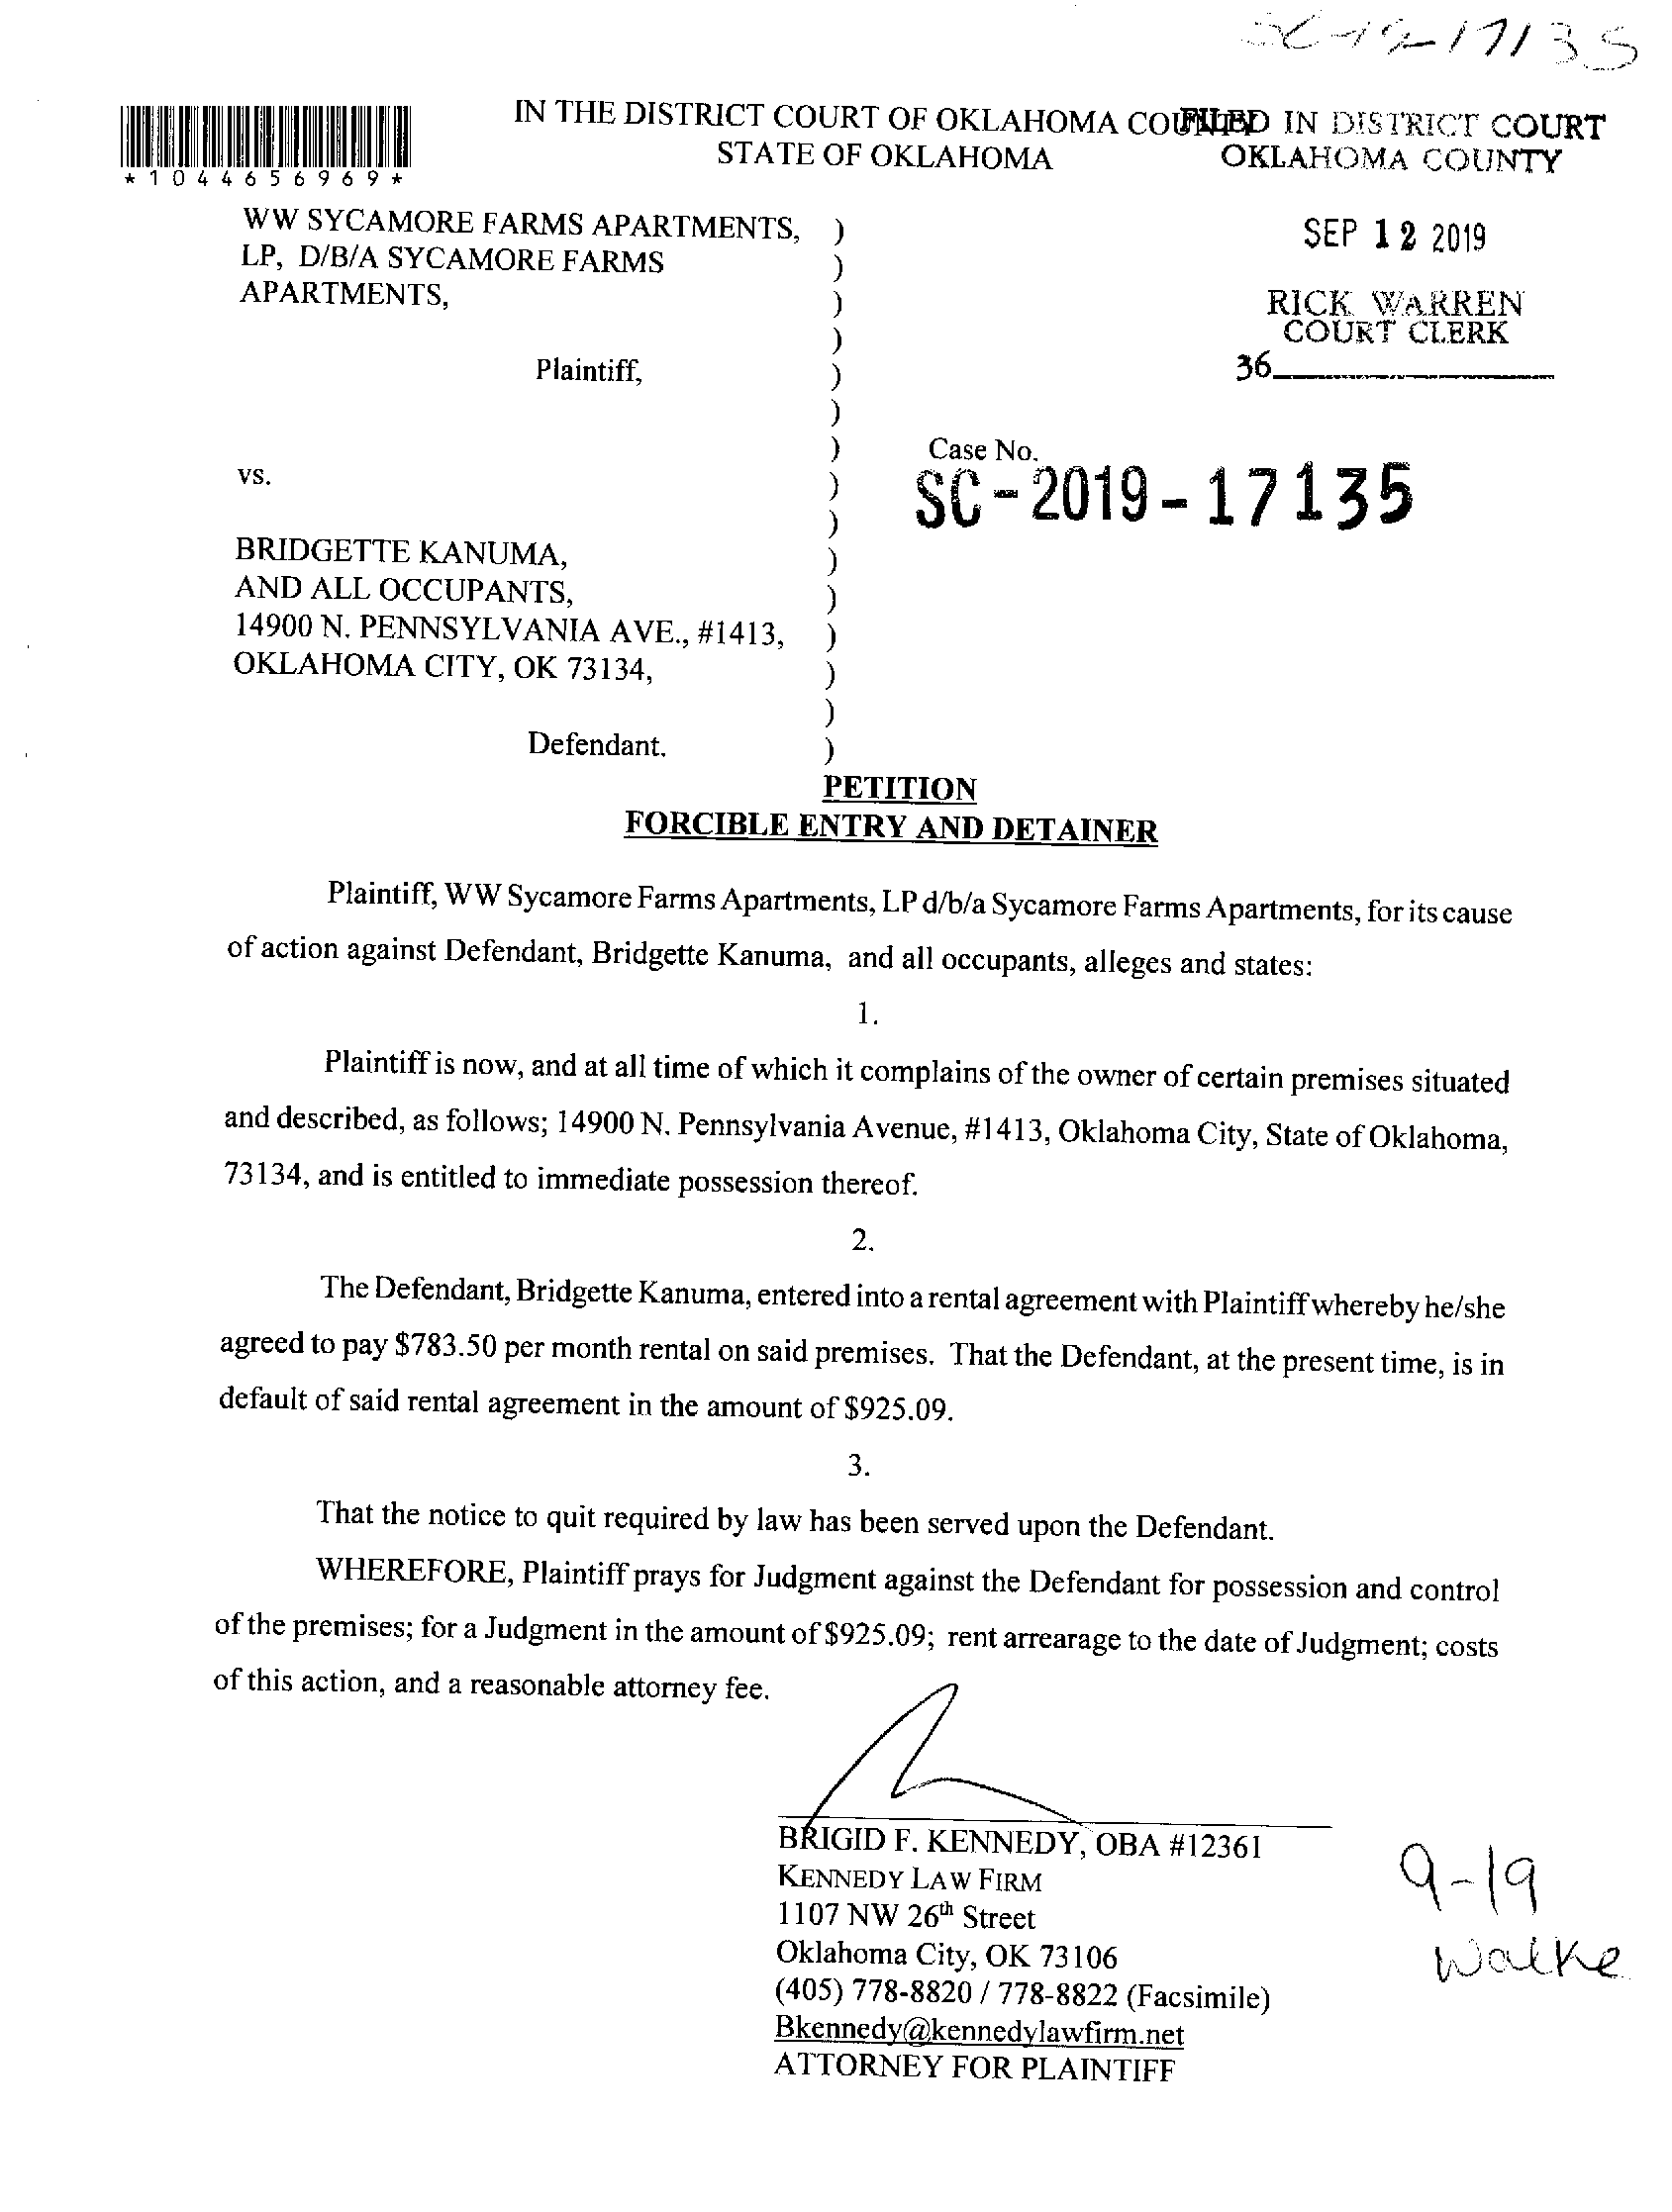 SC-19-17135
IN THE DISTRICT COURT OF OKLAHOMA COUNTY
STATE OF OKLAHOMA
FILED IN DISTRICT COURT
OKLAHOMA COUNTY
*1044656969*
SEP 12 2019
RICK WARREN
COURT CLERK
36
WW SYCAMORE FARMS APARTMENTS, )
LP, D/B/A SYCAMORE FARMS )
APARTMENTS, )
)
Plaintiff, )
)
) Case No.
vs. ) SC-2019-17135
)
BRIDGETTE KANUMA, )
AND ALL OCCUPANTS, )
14900 N. PENNSYLVANIA AVE., #1413, )
OKLAHOMA CITY, OK 73134, )
)
Defendant. )
PETITION
FORCIBLE ENTRY AND DETAINER
Plaintiff, WW Sycamore Farms Apartments, LP d/b/a Sycamore Farms Apartments, for its cause
of action against Defendant, Bridgette Kanuma, and all occupants, alleges and states:
1.
Plaintiff is now, and at all time of which it complains of the owner of certain premises situated
and described, as follows; 14900 N. Pennsylvania Avenue, #1413, Oklahoma City, State of Oklahoma,
73134, and is entitled to immediate possession thereof.
2.
The Defendant, Bridgette Kanuma, entered into a rental agreement with Plaintiff whereby he/she
agreed to pay $783.50 per month rental on said premises. That the Defendant, at the present time, is in
default of said rental agreement in the amount of $925.09.
3.
That the notice to quit required by law has been served upon the Defendant.
WHEREFORE, Plaintiff prays for Judgment against the Defendant for possession and control
of the premises; for a Judgment in the amount of $925.09; rent arrearage to the date of Judgment; costs
of this action, and a reasonable attorney fee.
BRIGID F. KENNEDY, OBA #12361
KENNEDY LAW FIRM
1107 NW 26th Street
Oklahoma City, OK 73106
(405) 778-8820 / 778-8822 (Facsimile)
Bkennedy@kennedylawfirm.net
ATTORNEY FOR PLAINTIFF
9-19
Walke